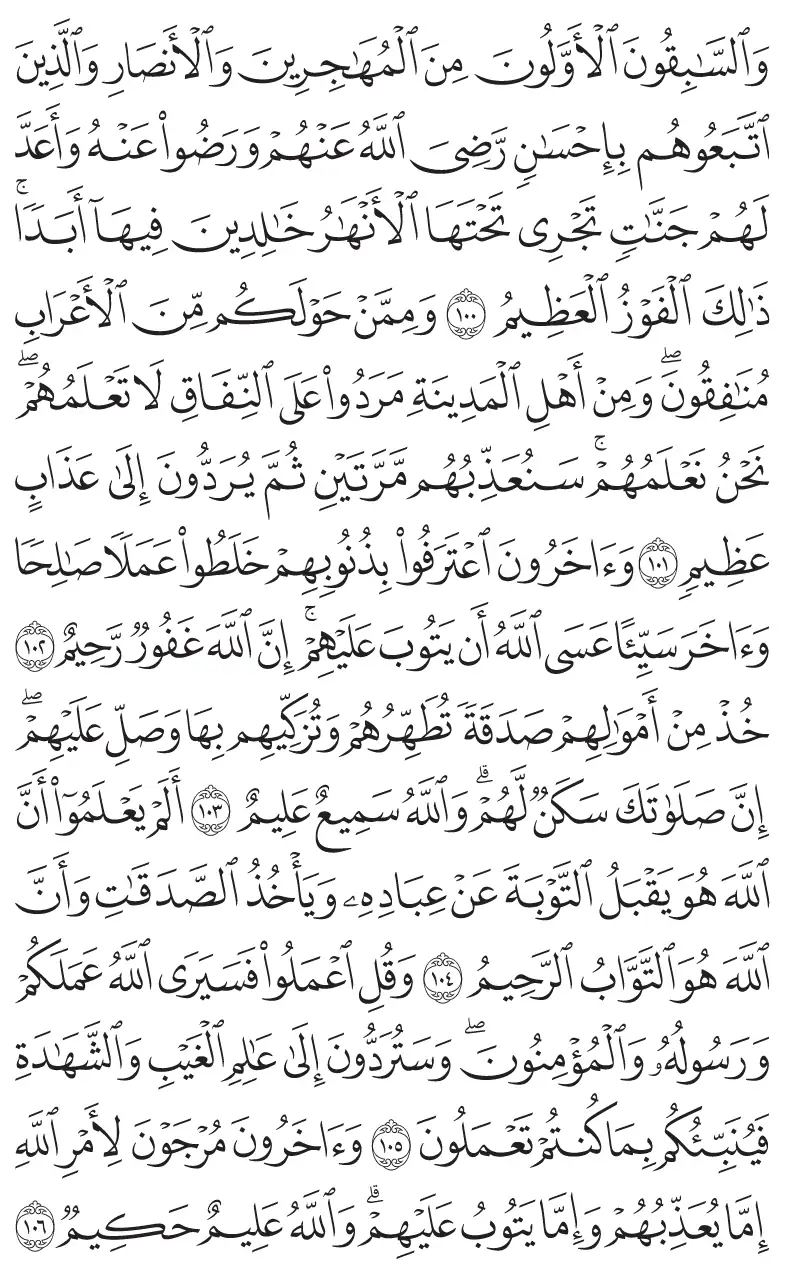 وَٱلسَّٰبِقُونَ ٱلْأَوَّلُونَ مِنَ ٱلْمُهَٰجِرِينَ وَٱلْأَنصَارِ وَٱلَّذِينَ
ٱتَّبَعُوهُم بِإِحْسَٰنٍ رَّضِىَ ٱللَّهُ عَنْهُمْ وَرَضُوا۟ عَنْهُ وَأَعَدَّ
لَهُمْ جَنَّٰتٍ تَجْرِى تَحْتَهَا ٱلْأَنْهَٰرُ خَٰلِدِينَ فِيهَآ أَبَدًا ۚ
ذَٰلِكَ ٱلْفَوْزُ ٱلْعَظِيمُ ١٠٠ وَمِمَّنْ حَوْلَكُم مِّنَ ٱلْأَعْرَابِ
مُنَٰفِقُونَ ۖ وَمِنْ أَهْلِ ٱلْمَدِينَةِ مَرَدُوا۟ عَلَى ٱلنِّفَاقِ لَا تَعْلَمُهُمْ ۖ
نَحْنُ نَعْلَمُهُمْ ۚ سَنُعَذِّبُهُم مَّرَّتَيْنِ ثُمَّ يُرَدُّونَ إِلَىٰ عَذَابٍ
عَظِيمٍ ١٠١ وَءَاخَرُونَ ٱعْتَرَفُوا۟ بِذُنُوبِهِمْ خَلَطُوا۟ عَمَلًا صَٰلِحًا
وَءَاخَرَ سَيِّئًا عَسَى ٱللَّهُ أَن يَتُوبَ عَلَيْهِمْ ۚ إِنَّ ٱللَّهَ غَفُورٌ رَّحِيمٌ ١٠٢
خُذْ مِنْ أَمْوَٰلِهِمْ صَدَقَةً تُطَهِّرُهُمْ وَتُزَكِّيهِم بِهَا وَصَلِّ عَلَيْهِمْ ۖ
إِنَّ صَلَوٰتَكَ سَكَنٌ لَّهُمْ ۗ وَٱللَّهُ سَمِيعٌ عَلِيمٌ ١٠٣ أَلَمْ يَعْلَمُوٓا۟ أَنَّ
ٱللَّهَ هُوَ يَقْبَلُ ٱلتَّوْبَةَ عَنْ عِبَادِهِۦ وَيَأْخُذُ ٱلصَّدَقَٰتِ وَأَنَّ
ٱللَّهَ هُوَ ٱلتَّوَّابُ ٱلرَّحِيمُ ١٠٤ وَقُلِ ٱعْمَلُوا۟ فَسَيَرَى ٱللَّهُ عَمَلَكُمْ
وَرَسُولُهُۥ وَٱلْمُؤْمِنُونَ ۖ وَسَتُرَدُّونَ إِلَىٰ عَٰلِمِ ٱلْغَيْبِ وَٱلشَّهَٰدَةِ
فَيُنَبِّئُكُم بِمَا كُنتُمْ تَعْمَلُونَ ١٠٥ وَءَاخَرُونَ مُرْجَوْنَ لِأَمْرِ ٱللَّهِ
إِمَّا يُعَذِّبُهُمْ وَإِمَّا يَتُوبُ عَلَيْهِمْ ۗ وَٱللَّهُ عَلِيمٌ حَكِيمٌ ١٠٦